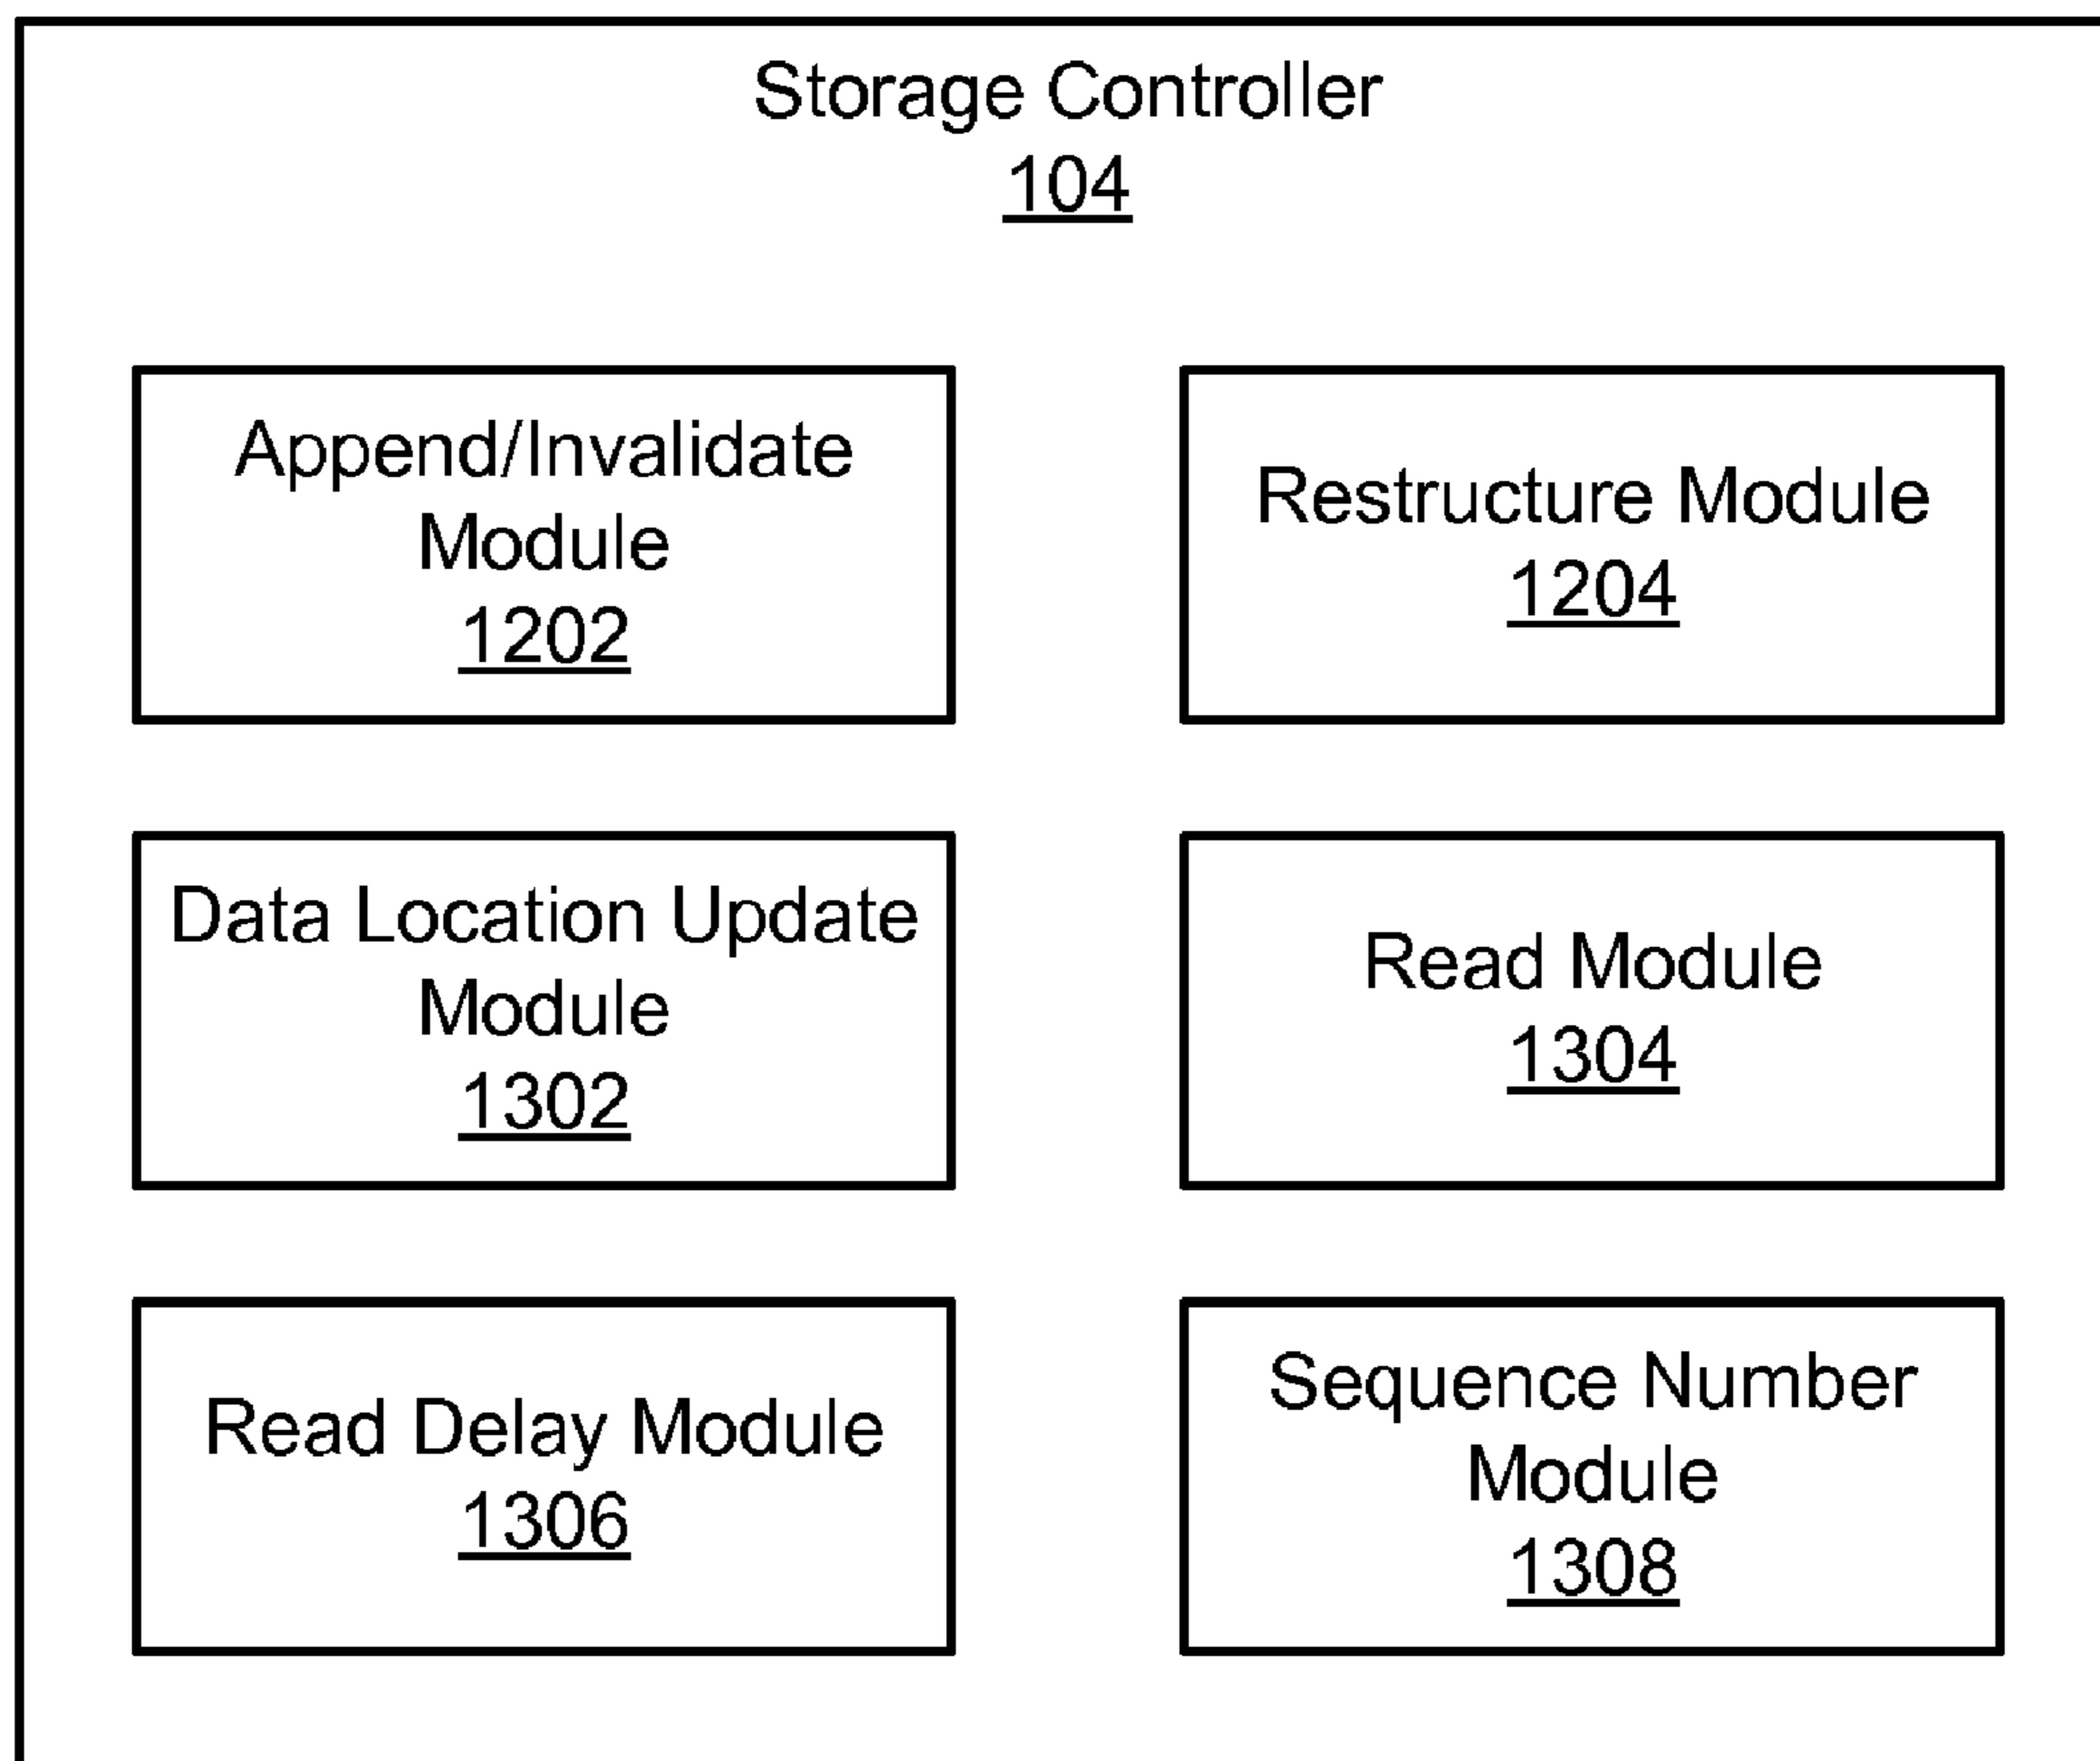 Storage Controller
104
Append/Invalidate
Module
1202
Restructure Module
1204
Data Location Update
Module
1302
Read Module
1304
Read Delay Module
1306
Sequence Number
Module
1308